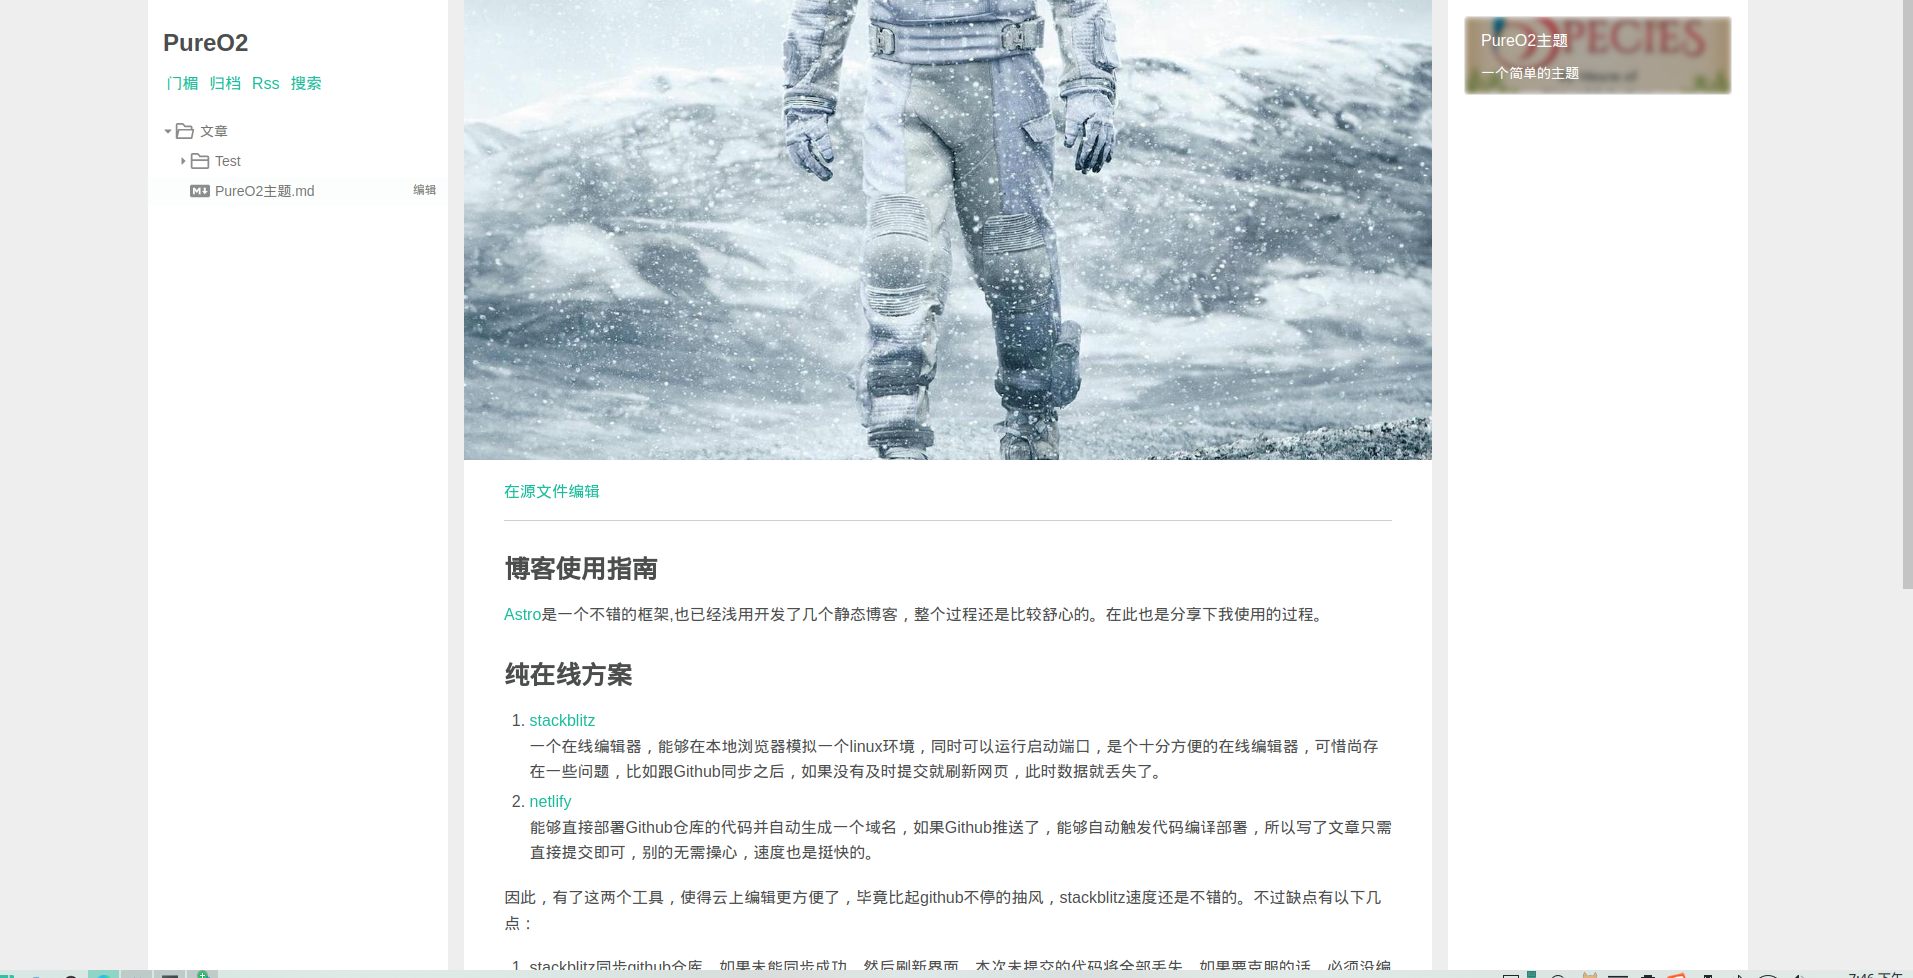 PureO2
门楣 归档 Rss 搜索
文章
Test
PureO2主题.md 编辑
在源文件编辑
博客使用指南
Astro是一个不错的框架,也已经浅用开发了几个静态博客，整个过程还是比较舒心的。在此也是分享下我使用的过程。
纯在线方案
1. stackblitz
一个在线编辑器，能够在本地浏览器模拟一个linux环境，同时可以运行启动端口，是个十分方便的在线编辑器，可惜尚存
在一些问题，比如跟Github同步之后，如果没有及时提交就刷新网页，此时数据就丢失了。
2. netlify
能够直接部署Github仓库的代码并自动生成一个域名，如果Github推送了，能够自动触发代码编译部署，所以写了文章只需
直接提交即可，别的无需操心，速度也是挺快的。
因此，有了这两个工具，使得云上编辑更方便了，毕竟比起github不停的抽风，stackblitz速度还是不错的。不过缺点有以下几
点：
1. stackblitz同步github仓库，如果未能同步成功，然后刷新界面，本次未提交的代码将全部丢失，如果要克服的话，必须没编
PECIES
PureO2主题
一个简单的主题
7:46 下午